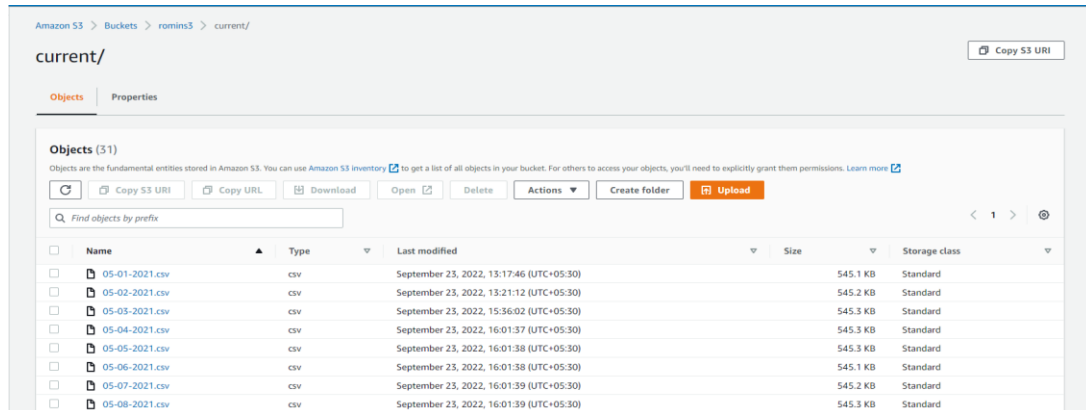 Amazon S3 > Buckets > romins3 > current/
current/
Copy S3 URI
Objects Properties
Objects (31)
Objects are the fundamental entities stored in Amazon S3. You can use Amazon S3 inventory to get a list of all objects in your bucket. For others to access your objects, you'll need to explicitly grant them permissions. Learn more
Copy S3 URI Copy URL Download Open Delete Actions Create folder Upload
Find objects by prefix < 1 >
Name Type Last modified Size Storage class
05-01-2021.csv csv September 23, 2022, 13:17:46 (UTC+05:30) 545.1 KB Standard
05-02-2021.csv csv September 23, 2022, 13:21:12 (UTC+05:30) 545.2 KB Standard
05-03-2021.csv csv September 23, 2022, 15:36:02 (UTC+05:30) 545.3 KB Standard
05-04-2021.csv csv September 23, 2022, 16:01:37 (UTC+05:30) 545.3 KB Standard
05-05-2021.csv csv September 23, 2022, 16:01:38 (UTC+05:30) 545.3 KB Standard
05-06-2021.csv csv September 23, 2022, 16:01:38 (UTC+05:30) 545.1 KB Standard
05-07-2021.csv csv September 23, 2022, 16:01:39 (UTC+05:30) 545.2 KB Standard
05-08-2021.csv csv September 23, 2022, 16:01:39 (UTC+05:30) 545.3 KB Standard